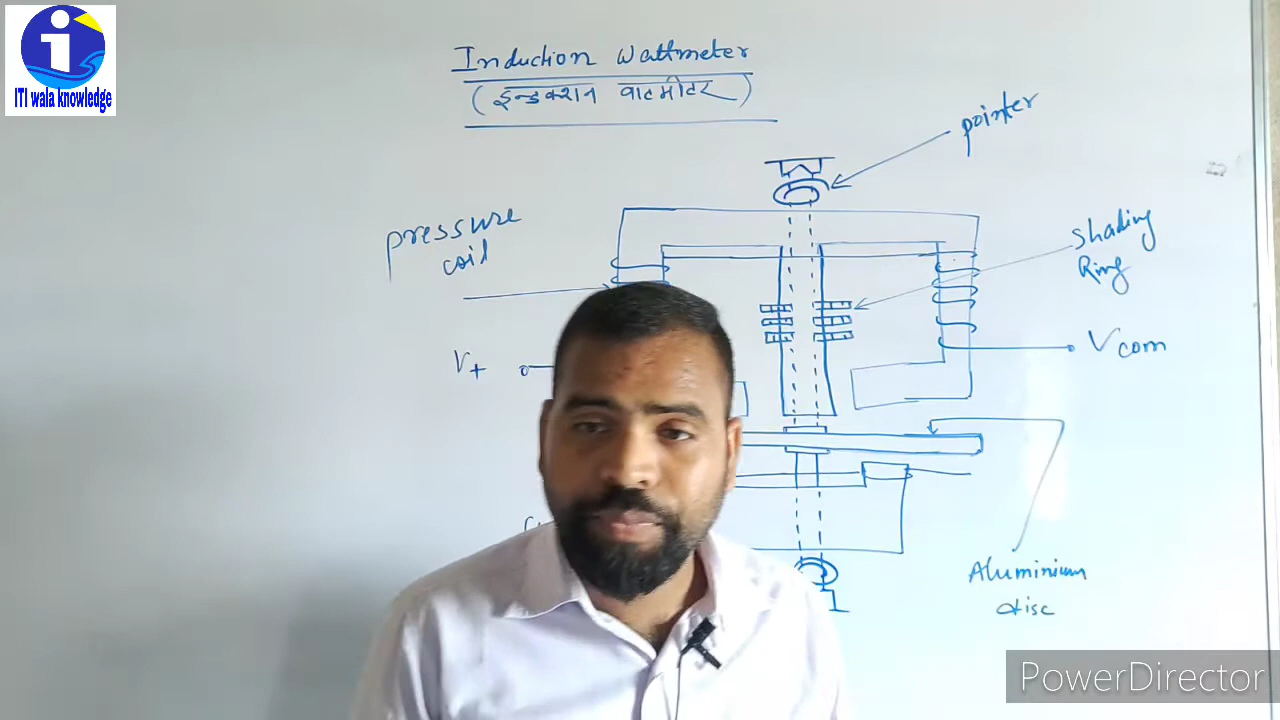 ITI wala knowledge
Induction Wattmeter
(इन्डक्शन वाटमीटर)
pointer
pressure
coil
Shading
Ring
V+
Vcom
Aluminium
disc
PowerDirector